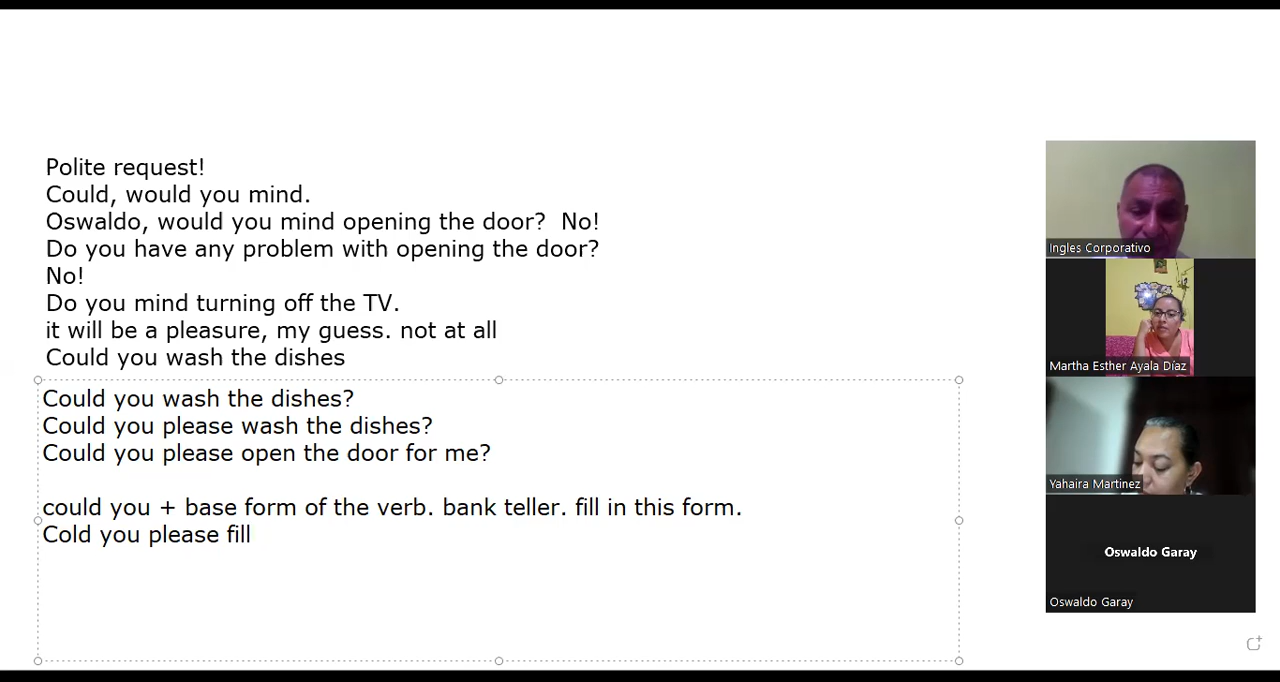 Polite request!
Could, would you mind.
Oswaldo, would you mind opening the door?  No!
Do you have any problem with opening the door?
No!
Do you mind turning off the TV.
it will be a pleasure, my guess. not at all
Could you wash the dishes
Could you wash the dishes?
Could you please wash the dishes?
Could you please open the door for me?
could you + base form of the verb. bank teller. fill in this form.
Cold you please fill
Ingles Corporativo
Martha Esther Ayala Díaz
Yahaira Martinez
Oswaldo Garay
Oswaldo Garay